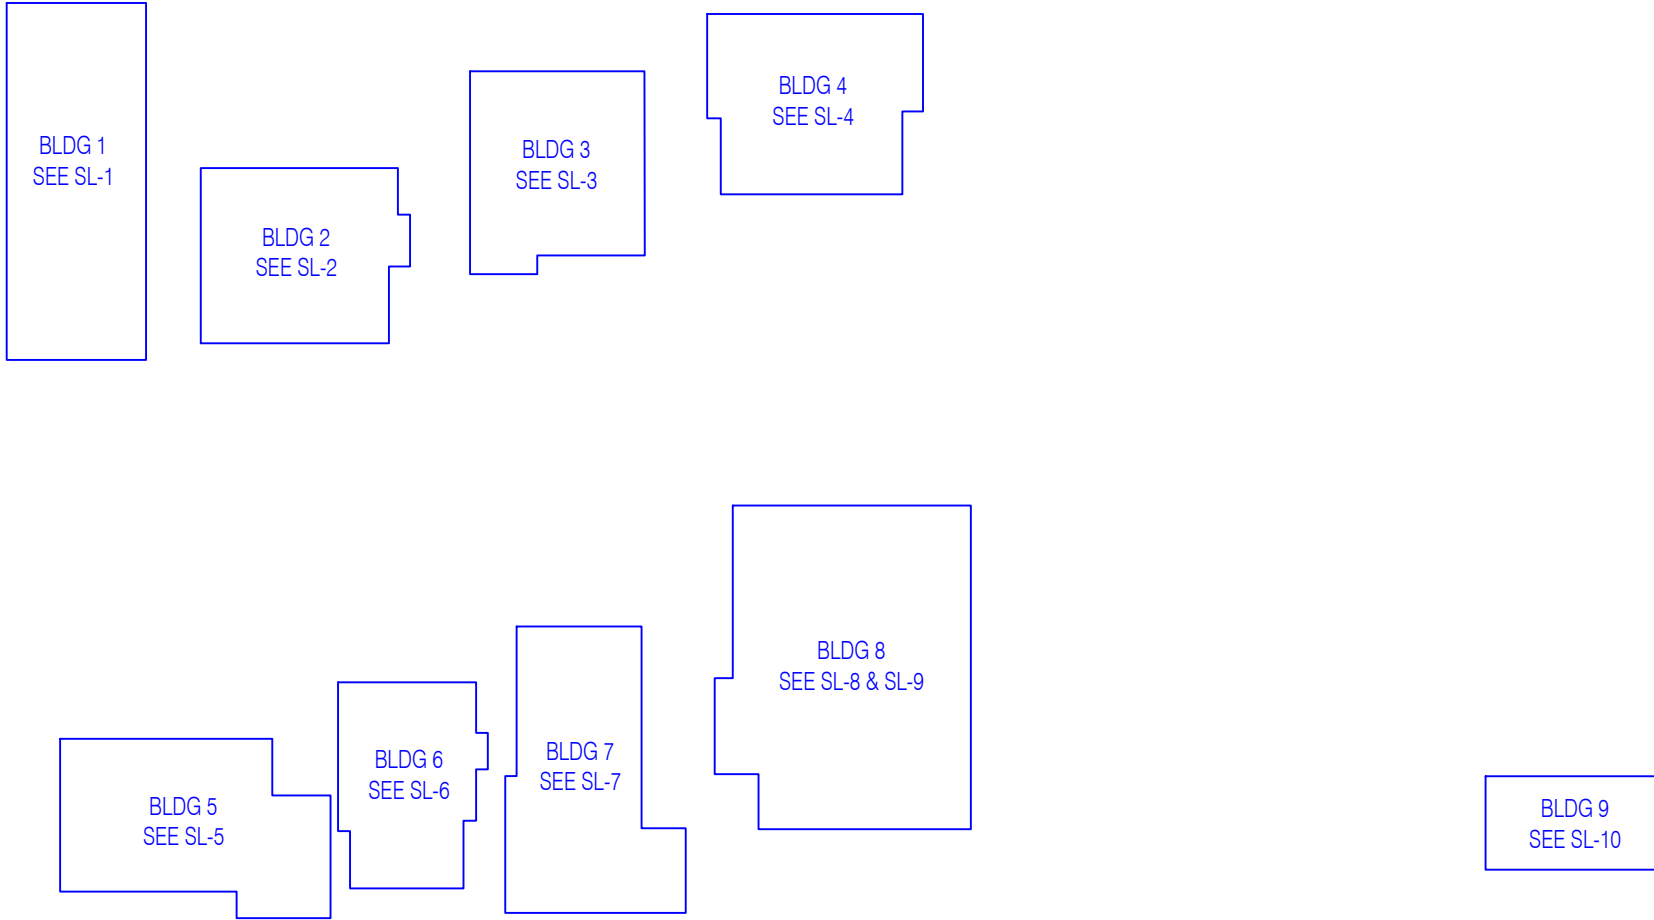 BLDG 1
SEE SL-1
BLDG 2
SEE SL-2
BLDG 3
SEE SL-3
BLDG 4
SEE SL-4
BLDG 5
SEE SL-5
BLDG 6
SEE SL-6
BLDG 7
SEE SL-7
BLDG 8
SEE SL-8 & SL-9
BLDG 9
SEE SL-10